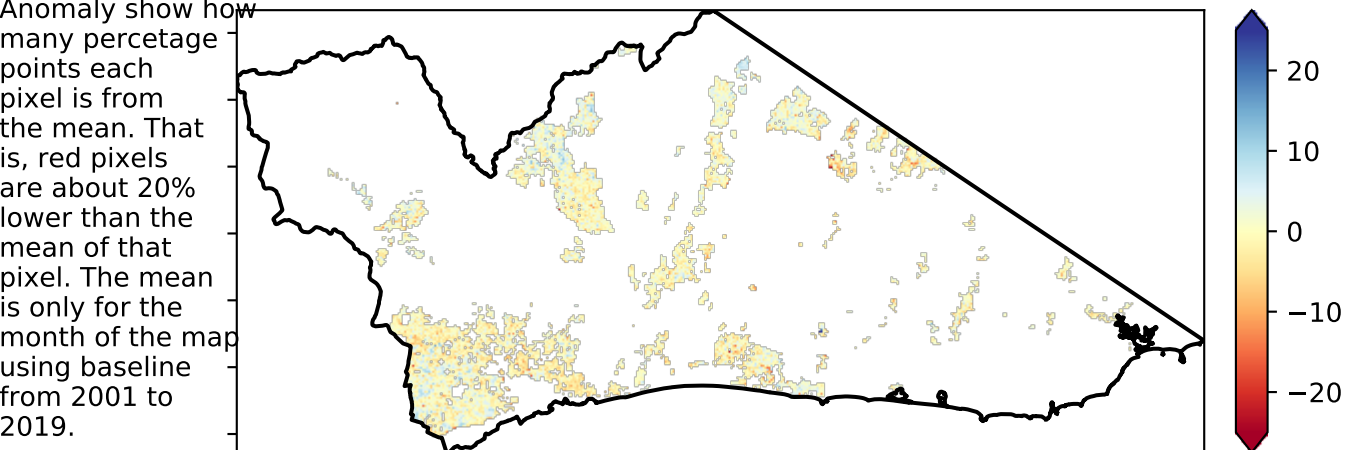 Anomaly show how
many percetage
points each
pixel is from
the mean. That
is, red pixels
are about 20%
lower than the
mean of that
pixel. The mean
is only for the
month of the map
using baseline
from 2001 to
2019.
20
10
0
−10
−20